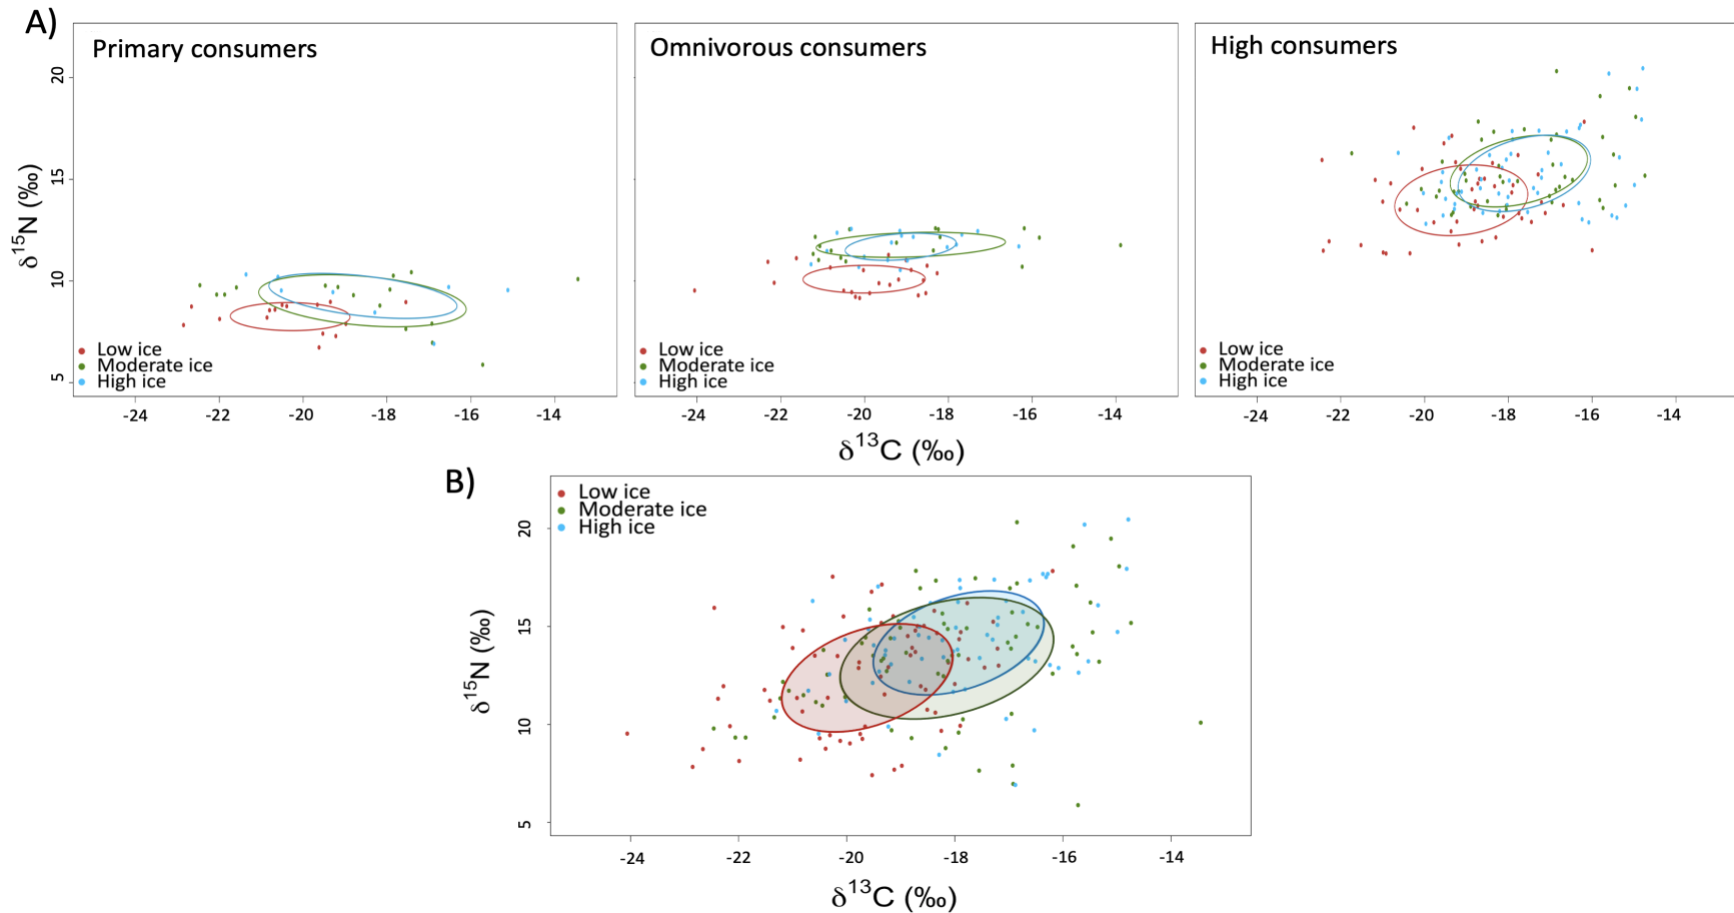 A)
Primary consumers
Omnivorous consumers
High consumers
δ15N (‰)
20
15
10
5
Low ice
Moderate ice
High ice
Low ice
Moderate ice
High ice
Low ice
Moderate ice
High ice
-24 -22 -20 -18 -16 -14
-24 -22 -20 -18 -16 -14
-24 -22 -20 -18 -16 -14
δ13C (‰)
B)
Low ice
Moderate ice
High ice
δ15N (‰)
20
15
10
5
-24 -22 -20 -18 -16 -14
δ13C (‰)